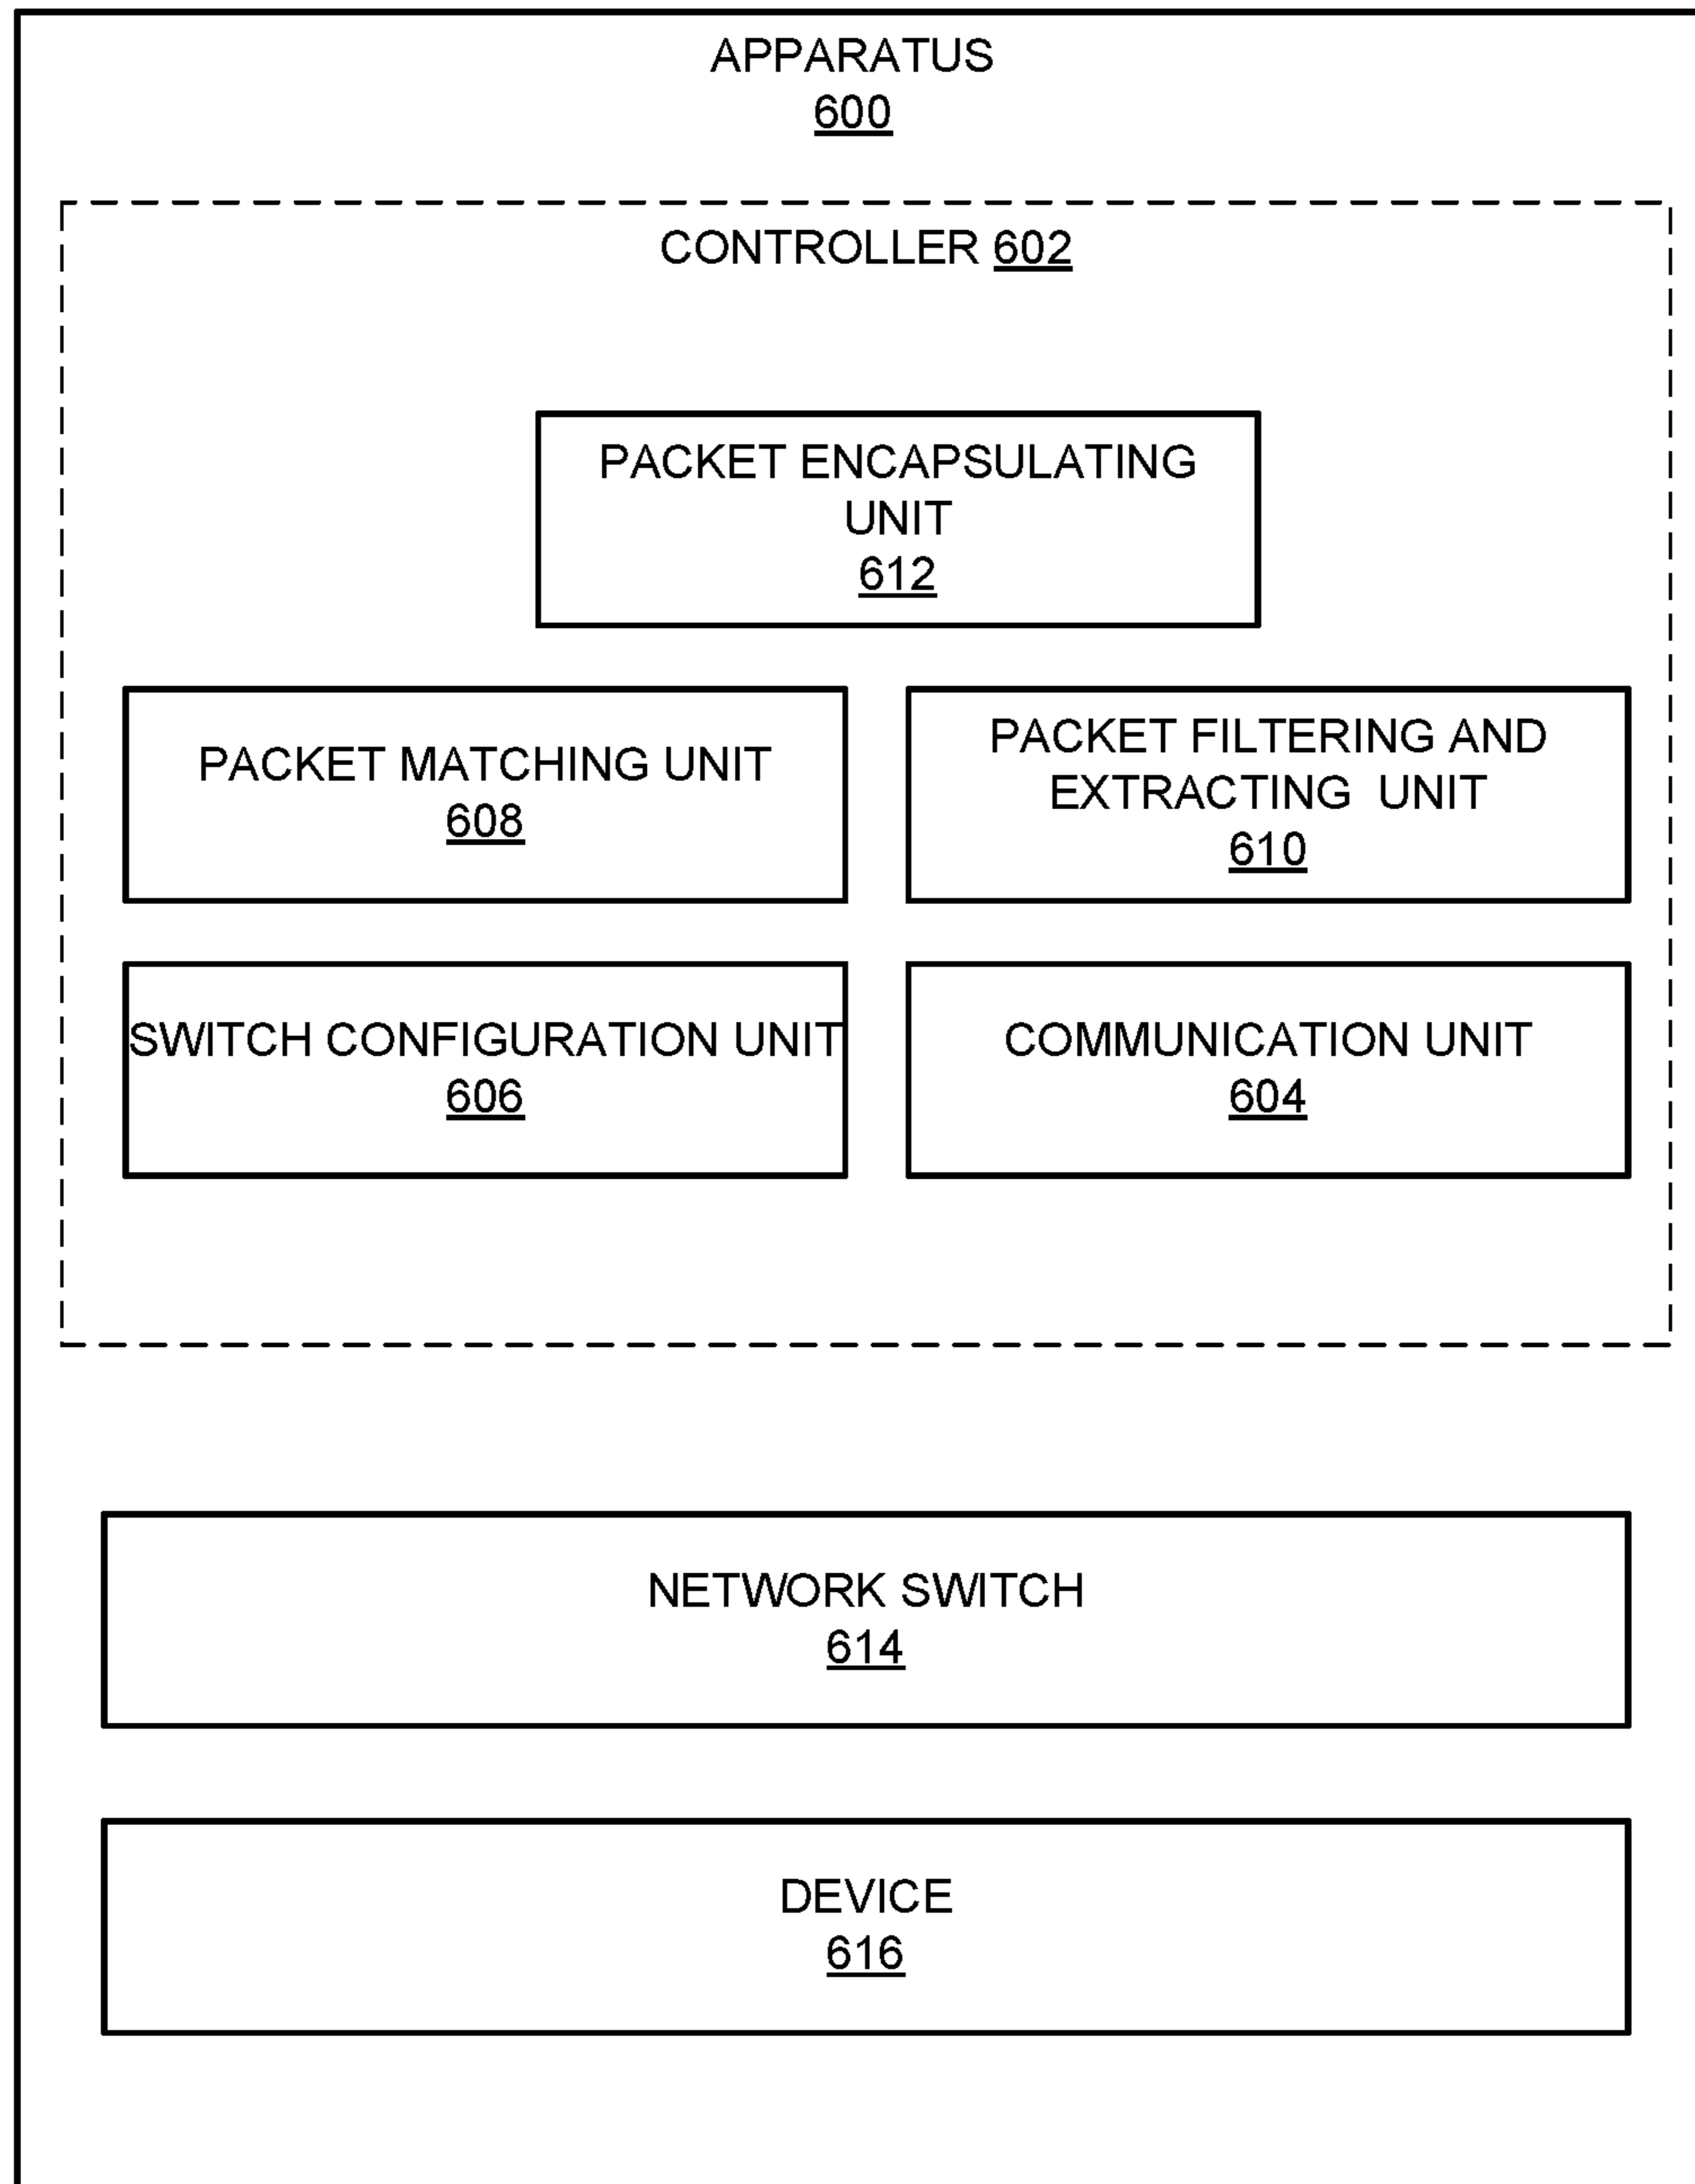 APPARATUS
600
CONTROLLER 602
PACKET ENCAPSULATING
UNIT
612
PACKET MATCHING UNIT
608
PACKET FILTERING AND
EXTRACTING UNIT
610
SWITCH CONFIGURATION UNIT
606
COMMUNICATION UNIT
604
NETWORK SWITCH
614
DEVICE
616